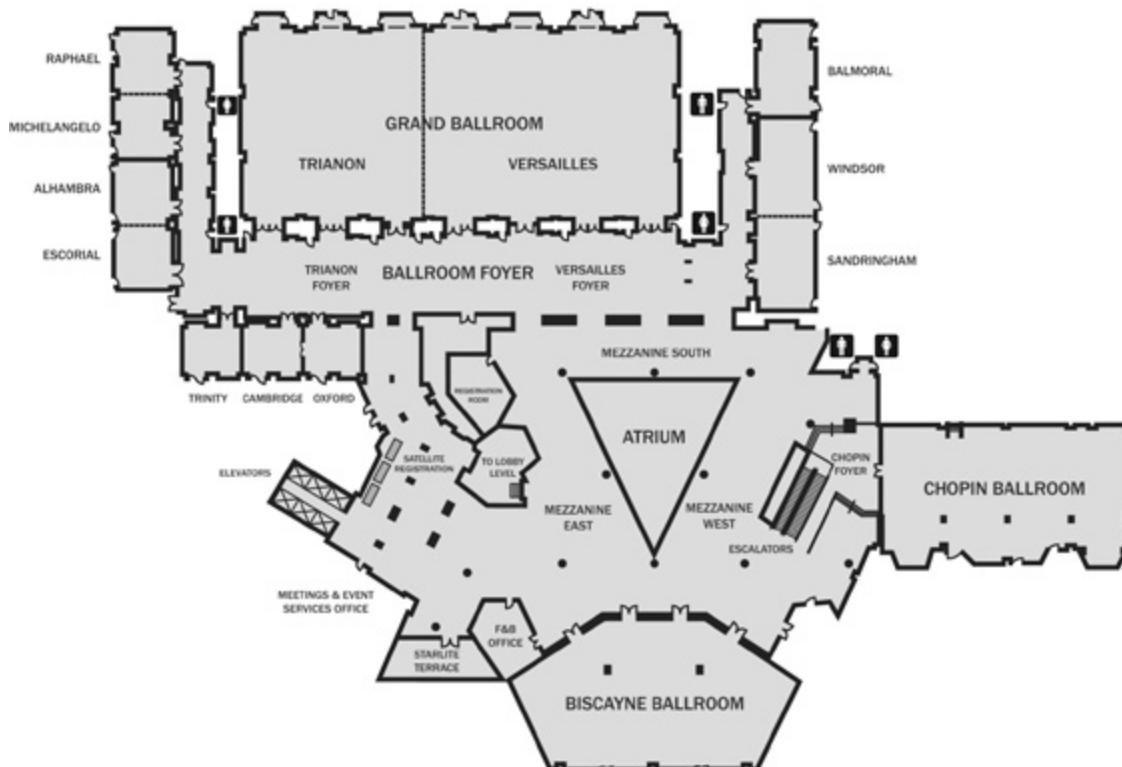 RAPHAEL
MICHELANGELO
ALHAMBRA
ESCORIAL
GRAND BALLROOM
TRIANON
VERSAILLES
BALMORAL
WINDSOR
SANDRINGHAM
TRIANON
FOYER
BALLROOM FOYER
VERSAILLES
FOYER
TRINITY
CAMBRIDGE
OXFORD
REGISTRATION
ROOM
MEZZANINE SOUTH
ATRIUM
ELEVATORS
SATELLITE
REGISTRATION
TO LOBBY
LEVEL
MEZZANINE
EAST
MEZZANINE
WEST
CHOPIN
FOYER
CHOPIN BALLROOM
ESCALATORS
MEETINGS & EVENT
SERVICES OFFICE
F&B
OFFICE
STARLITE
TERRACE
BISCAYNE BALLROOM